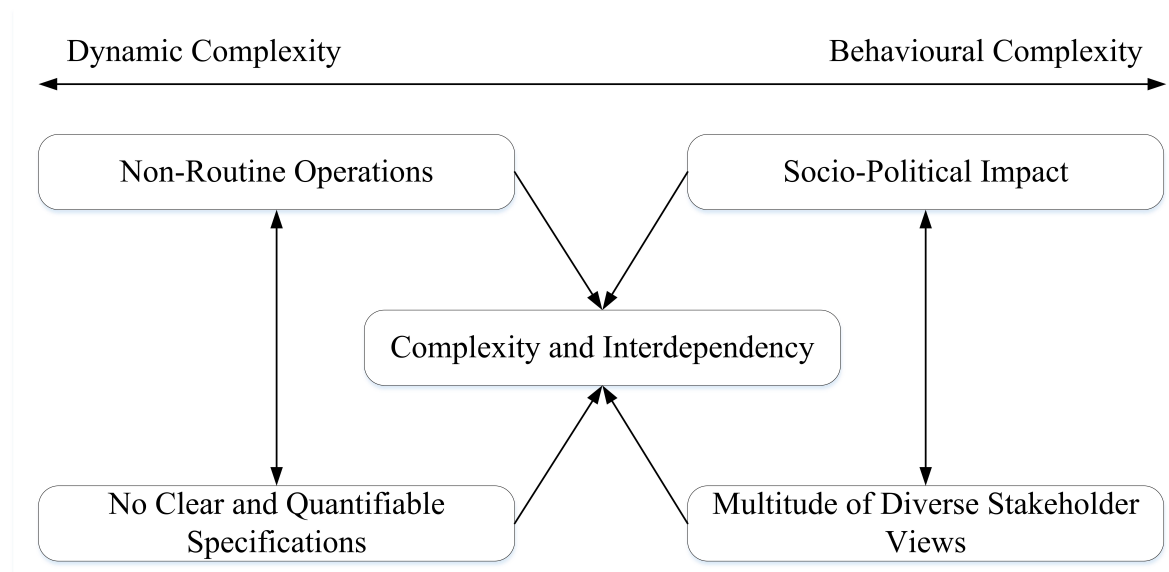 Dynamic Complexity
Behavioural Complexity
Non-Routine Operations
Socio-Political Impact
Complexity and Interdependency
No Clear and Quantifiable
Specifications
Multitude of Diverse Stakeholder
Views